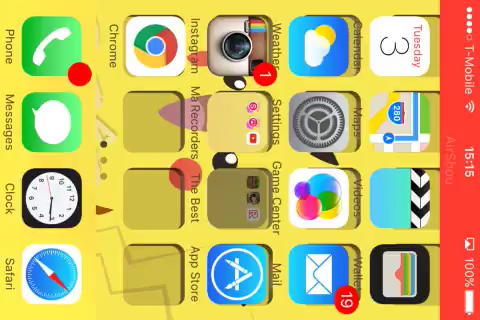 T-Mobile 15:15 100%
AirShou
Tuesday
3
280
Calendar Maps Videos Wallet
19
Weather Settings Game Center Mail
1
Instagram Ma Recorders The Best App Store
Chrome
Phone Messages Clock Safari